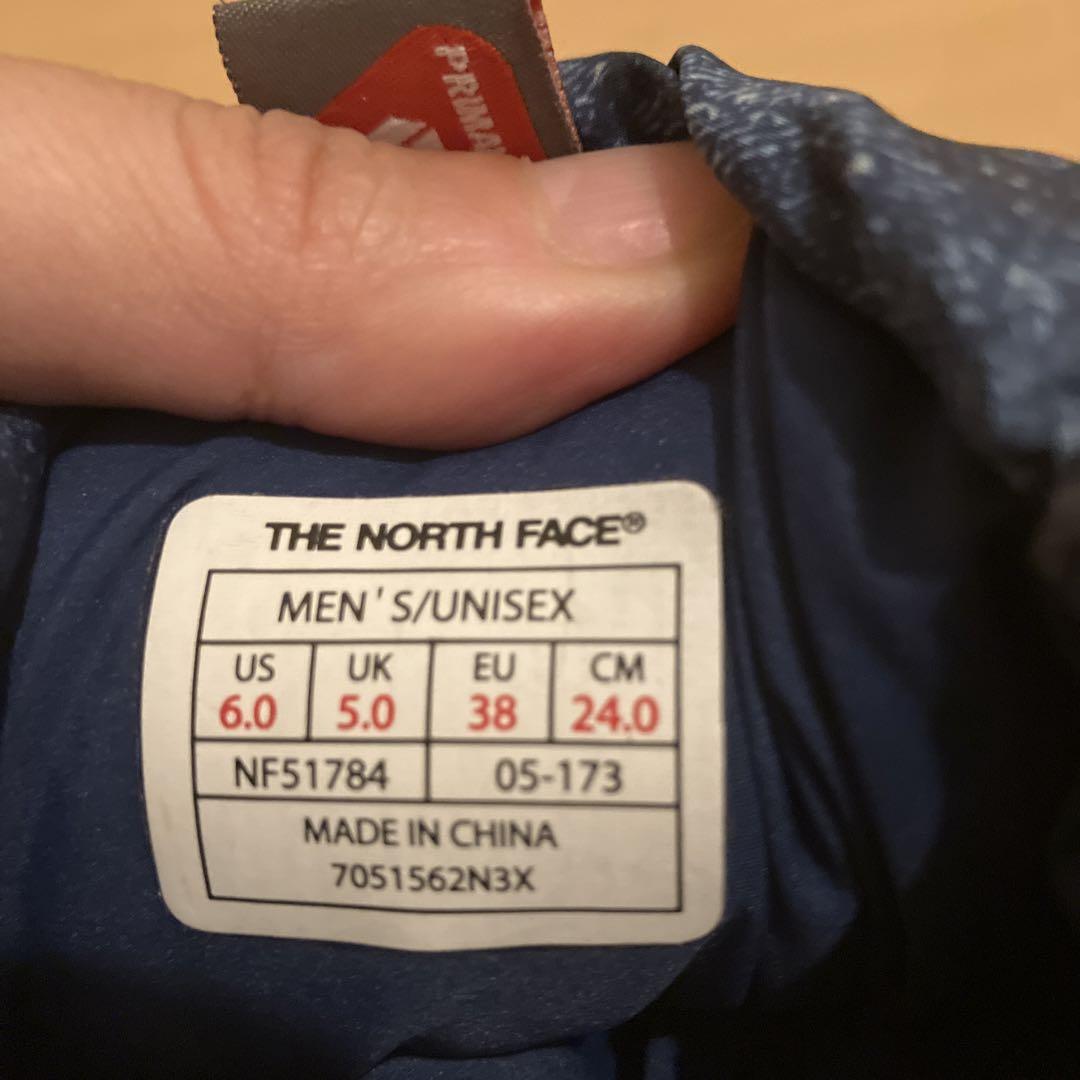 PRIMA
THE NORTH FACE®
MEN'S/UNISEX
US UK EU CM
6.0 5.0 38 24.0
NF51784 05-173
MADE IN CHINA
7051562N3X